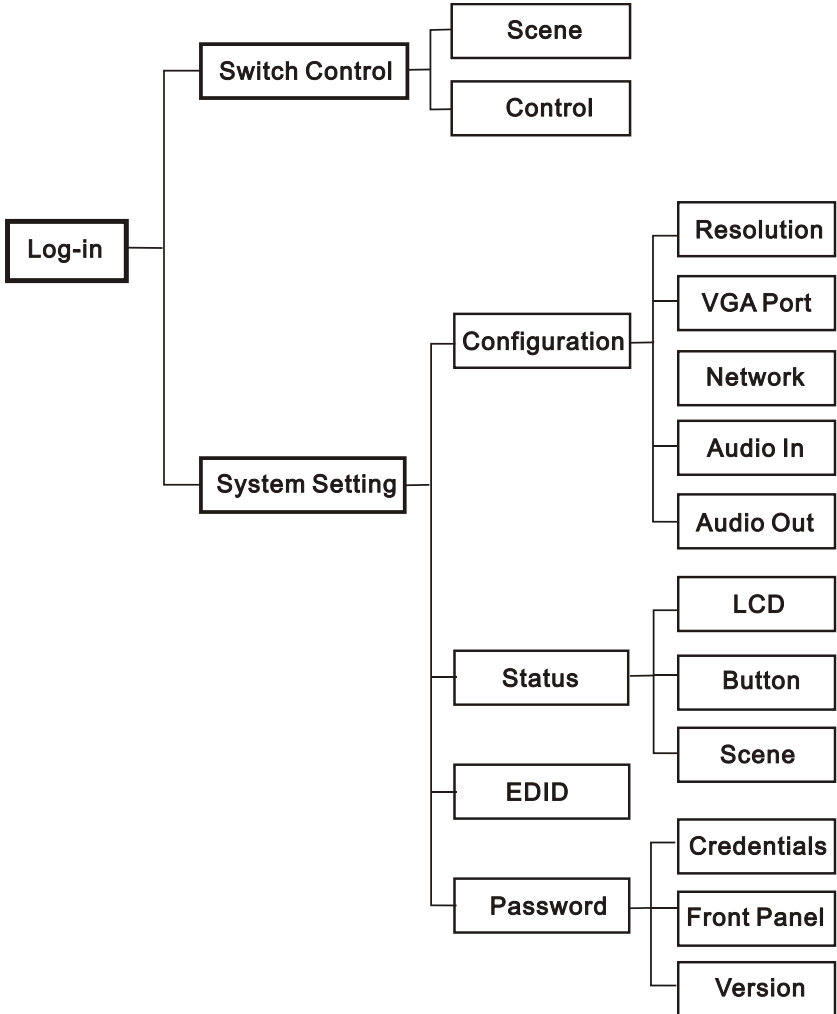 Log-in
Switch Control
Scene
Control
System Setting
Configuration
Resolution
VGA Port
Network
Audio In
Audio Out
Status
LCD
Button
Scene
EDID
Password
Credentials
Front Panel
Version